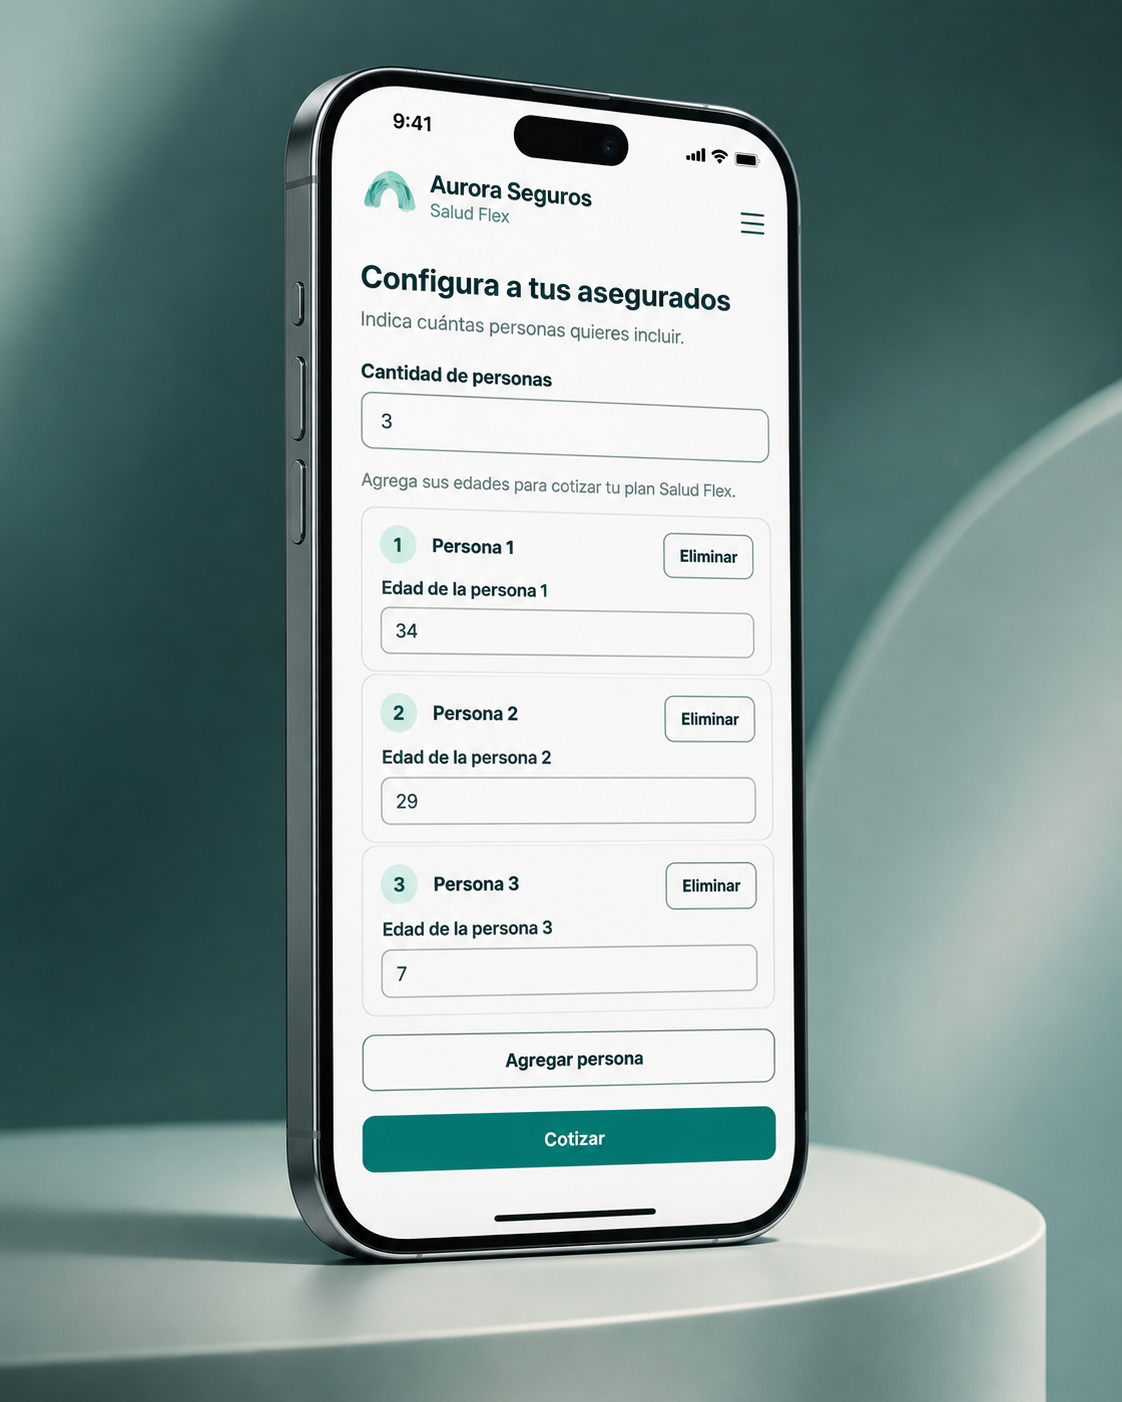 9:41
Aurora Seguros
Salud Flex
Configura a tus asegurados
Indica cuántas personas quieres incluir.
Cantidad de personas
3
Agrega sus edades para cotizar tu plan Salud Flex.
1 Persona 1 Eliminar
Edad de la persona 1
34
2 Persona 2 Eliminar
Edad de la persona 2
29
3 Persona 3 Eliminar
Edad de la persona 3
7
Agregar persona
Cotizar